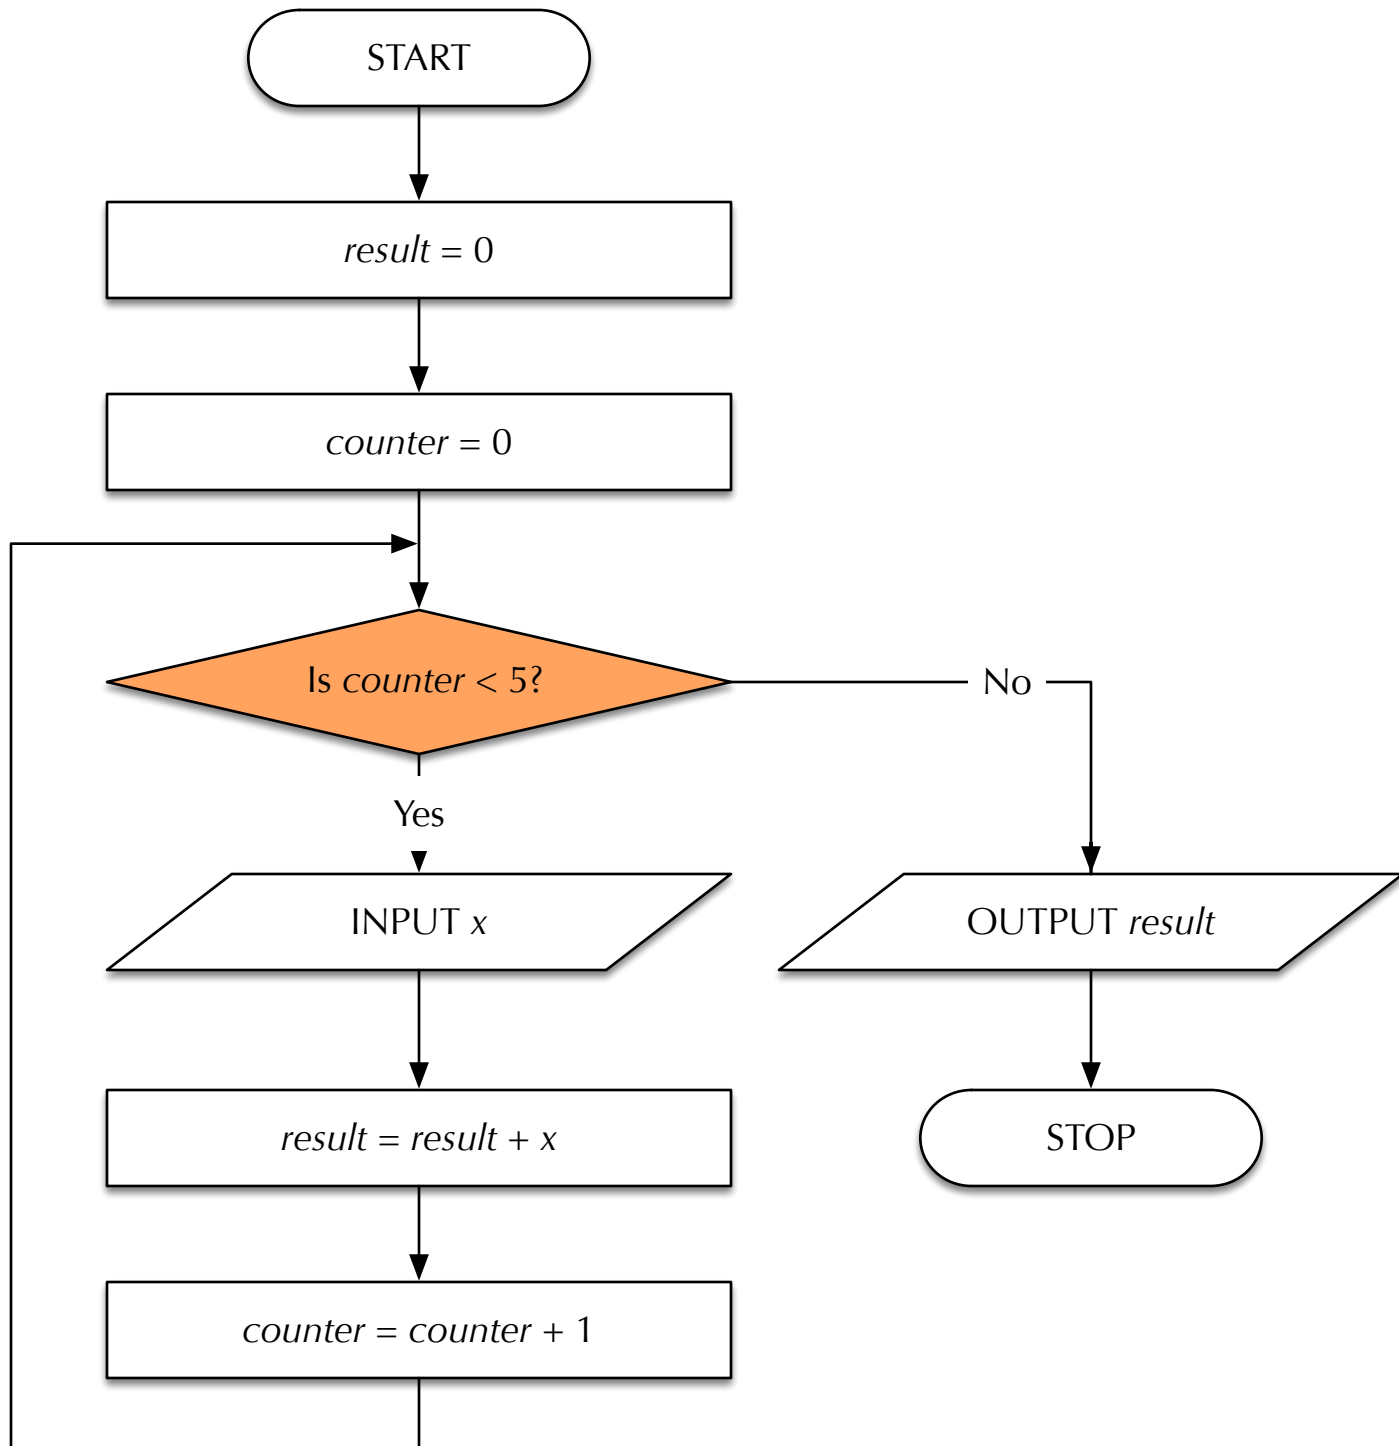 START
result = 0
counter = 0
Is counter < 5?
No
Yes
INPUT x
OUTPUT result
result = result + x
STOP
counter = counter + 1